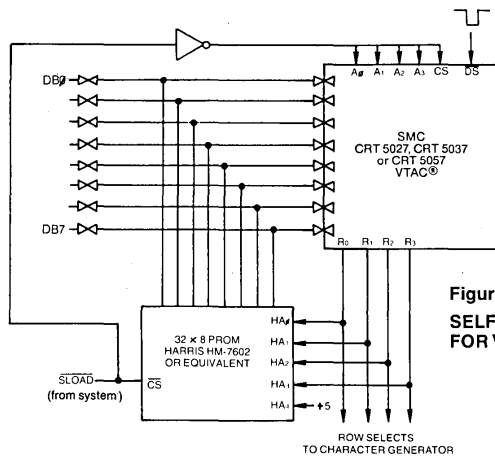 DB0
A0 A1 A2 A3 CS DS
SMC
CRT 5027, CRT 5037
or CRT 5057
VTAC®
DB7
R0 R1 R2 R3
Figur
SELF
FOR V
32 × 8 PROM
HARRIS HM-7602
OR EQUIVALENT
HA0
HA1
HA2
HA1
HA4
+5
SLOAD
(from system)
CS
ROW SELECTS
TO CHARACTER GENERATOR